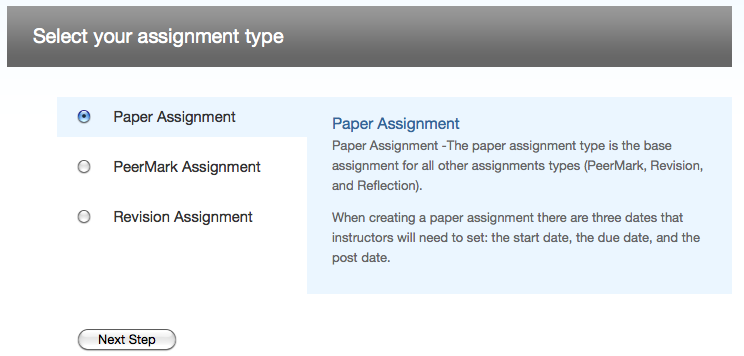 Select your assignment type
Paper Assignment
PeerMark Assignment
Revision Assignment
Paper Assignment
Paper Assignment -The paper assignment type is the base
assignment for all other assignments types (PeerMark, Revision,
and Reflection).
When creating a paper assignment there are three dates that
instructors will need to set: the start date, the due date, and the
post date.
Next Step